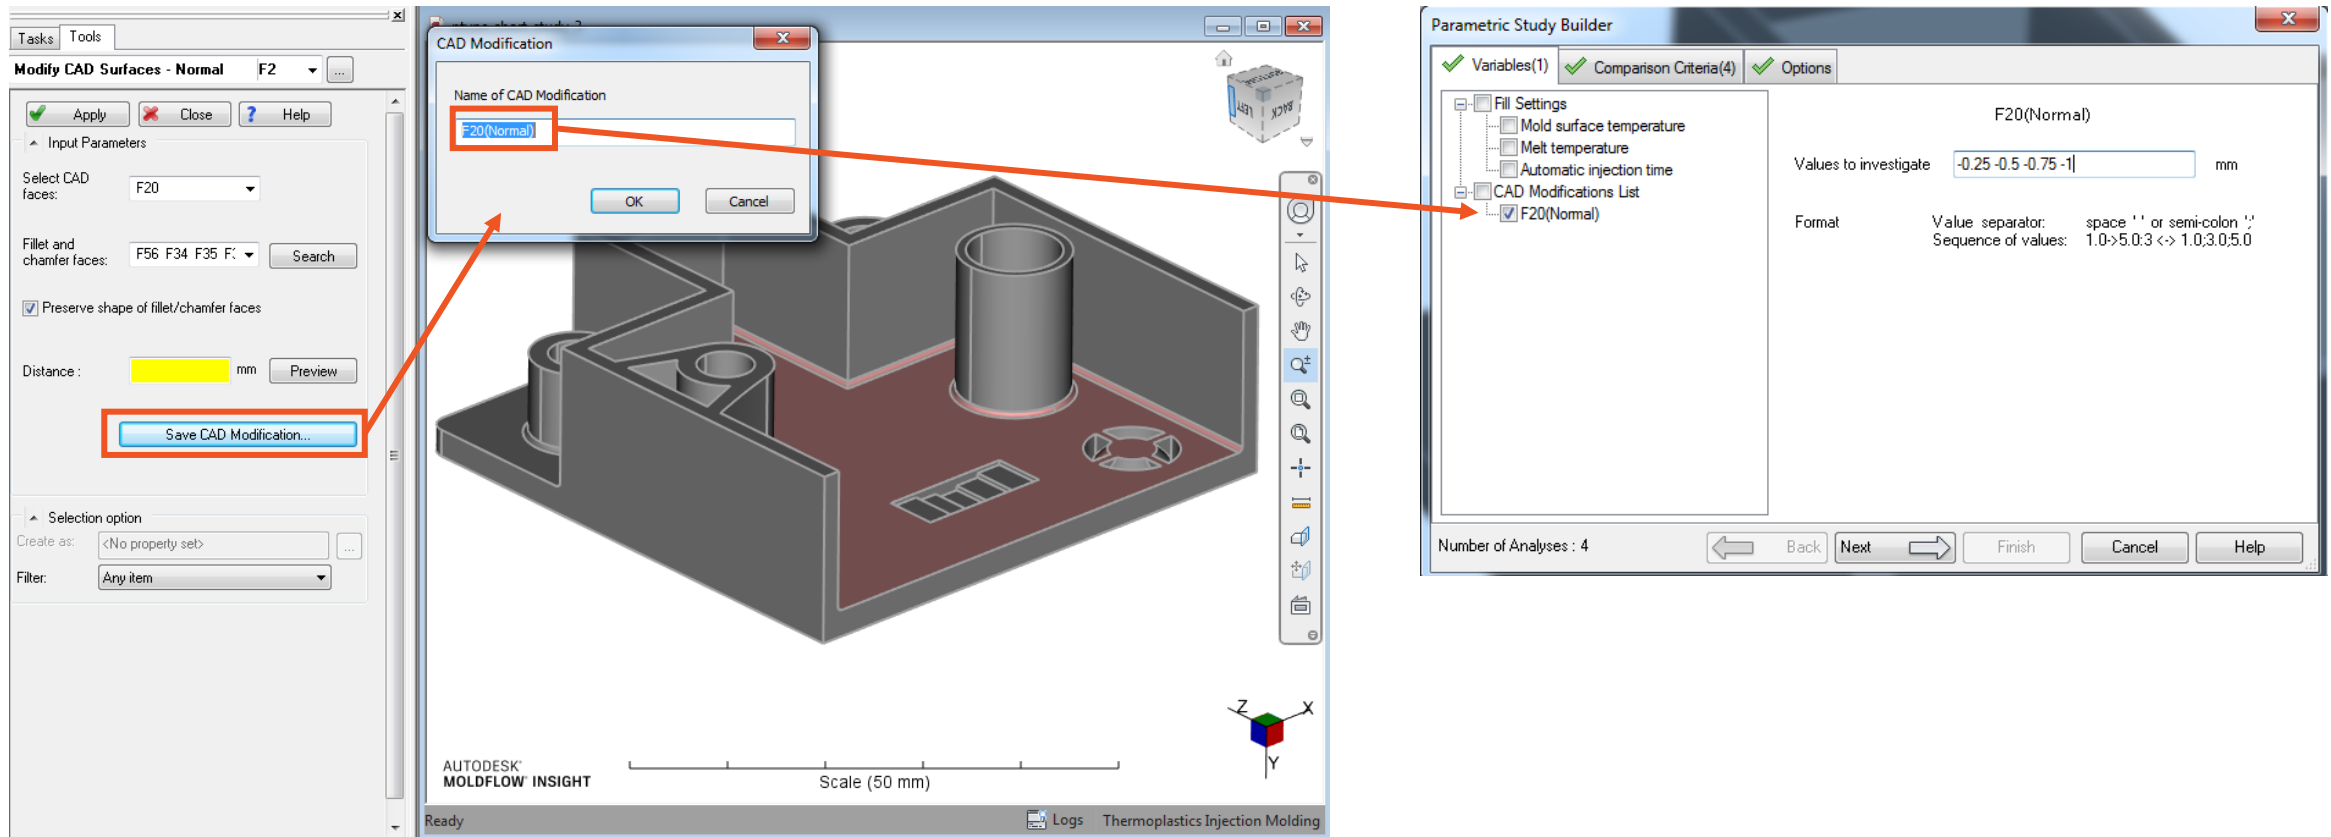 Tasks Tools
Modify CAD Surfaces - Normal F2 ...
Apply Close ? Help
Input Parameters
Select CAD
faces:
F20
Fillet and
chamfer faces:
F56 F34 F35 F:
Search
Preserve shape of fillet/chamfer faces
Distance :
mm
Preview
Save CAD Modification...
Selection option
Create as: <No property set> ...
Filter: Any item
CAD Modification
Name of CAD Modification
F20(Normal)
OK Cancel
LEFT BACK
Z X
Y
AUTODESK
MOLDFLOW INSIGHT
Scale (50 mm)
Ready
Logs Thermoplastics Injection Molding
Parametric Study Builder
Variables(1) Comparison Criteria(4) Options
Fill Settings
Mold surface temperature
Melt temperature
Automatic injection time
CAD Modifications List
F20(Normal)
F20(Normal)
Values to investigate -0.25 -0.5 -0.75 -1 mm
Format Value separator: space ' ' or semi-colon ';'
Sequence of values: 1.0->5.0:3 <-> 1.0;3.0;5.0
Number of Analyses : 4
Back Next Finish Cancel Help